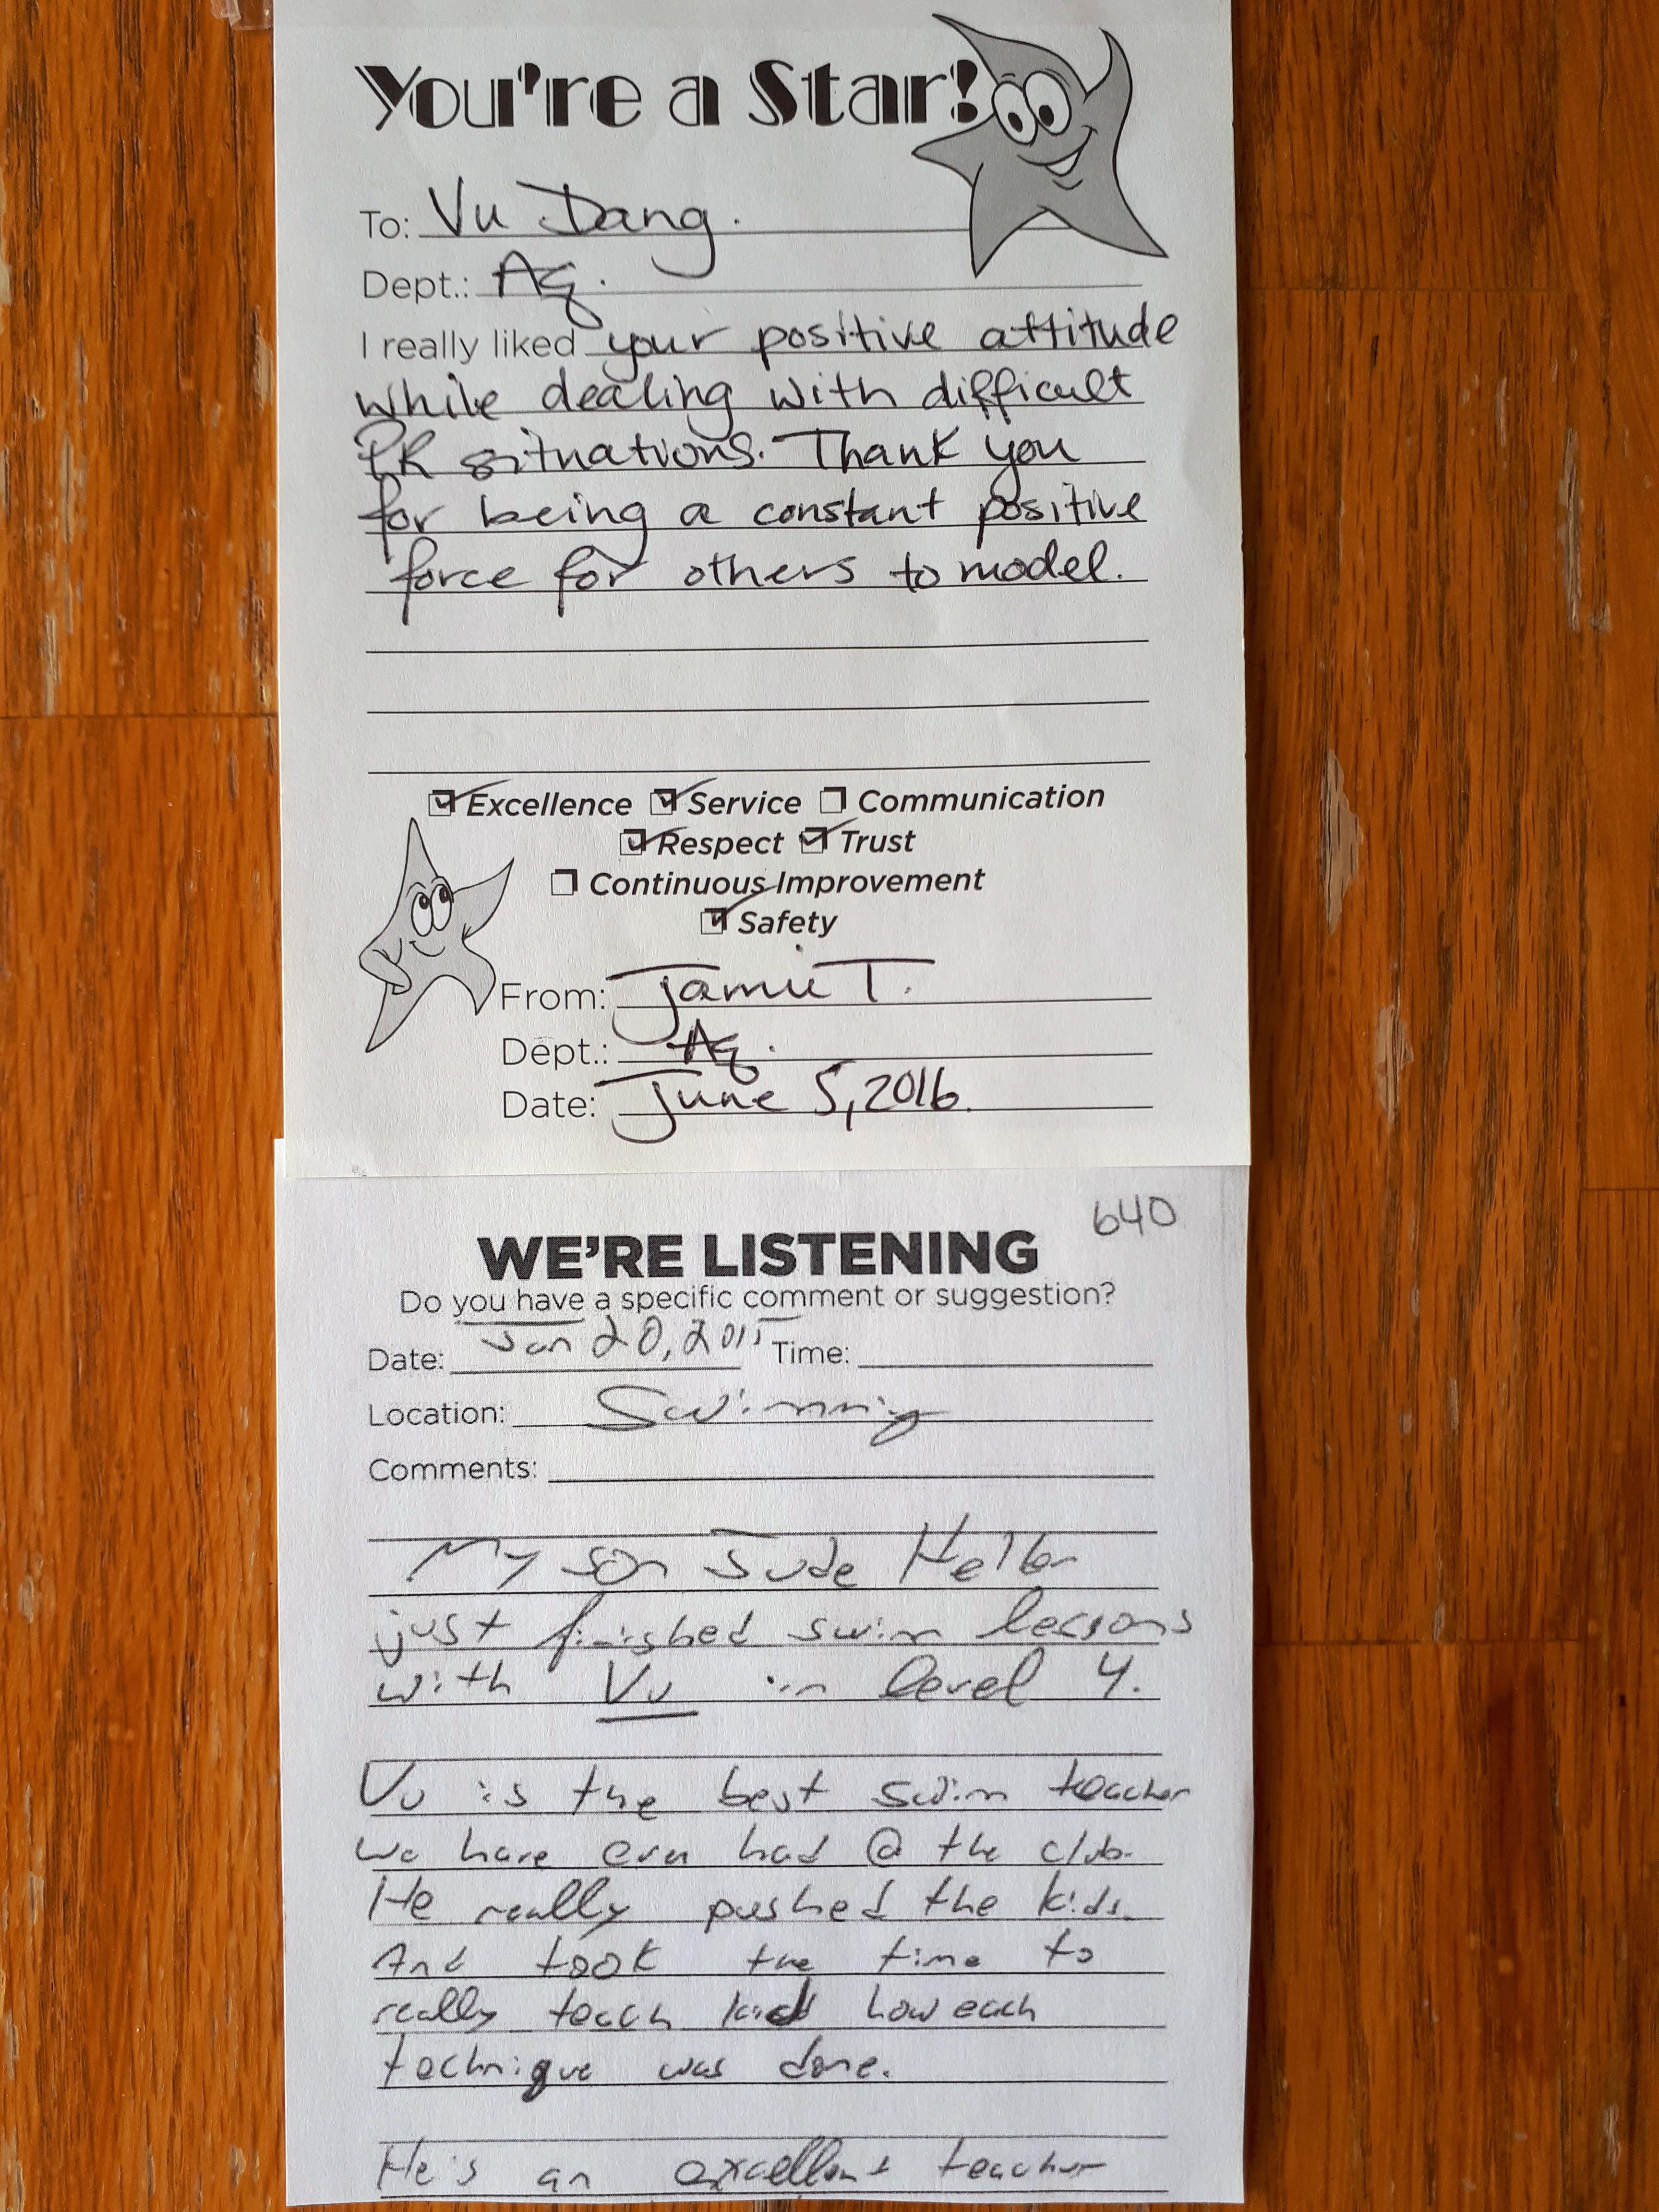 You're a Star!
To: Vu Dang.
Dept.: Aq.
I really liked your positive attitude
while dealing with difficult
PR situations. Thank you
for being a constant positive
force for others to model.
Excellence Service Communication
Respect Trust
Continuous Improvement
Safety
From: Jamie T.
Dept.: Aq.
Date: June 5, 2016.
640
WE'RE LISTENING
Do you have a specific comment or suggestion?
Date: Jan 20, 2015 Time:
Location: Swimming
Comments:
My son Jude
just finished swim lessons
with Vu in level 4.
Vu is the best swim teacher
we have ever had @ the club.
He really pushed the kids.
And took the time to
really teach kid how each
technique was done.
He's an excellent teacher